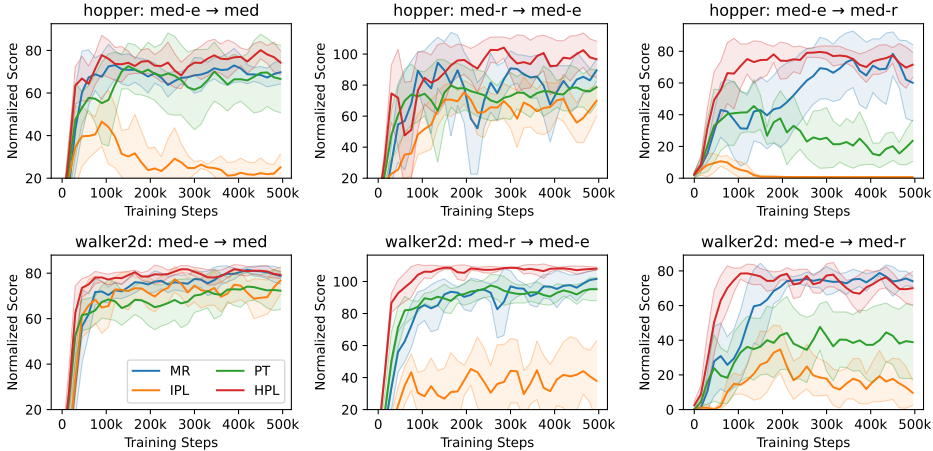 hopper: med-e → med
Normalized Score
80
60
40
20
0
100k
200k
300k
400k
500k
Training Steps
hopper: med-r → med-e
Normalized Score
100
80
60
40
20
0
100k
200k
300k
400k
500k
Training Steps
hopper: med-e → med-r
Normalized Score
80
60
40
20
0
0
100k
200k
300k
400k
500k
Training Steps
walker2d: med-e → med
Normalized Score
80
60
40
20
MR
IPL
PT
HPL
0
100k
200k
300k
400k
500k
Training Steps
walker2d: med-r → med-e
Normalized Score
100
80
60
40
20
0
100k
200k
300k
400k
500k
Training Steps
walker2d: med-e → med-r
Normalized Score
80
60
40
20
0
0
100k
200k
300k
400k
500k
Training Steps